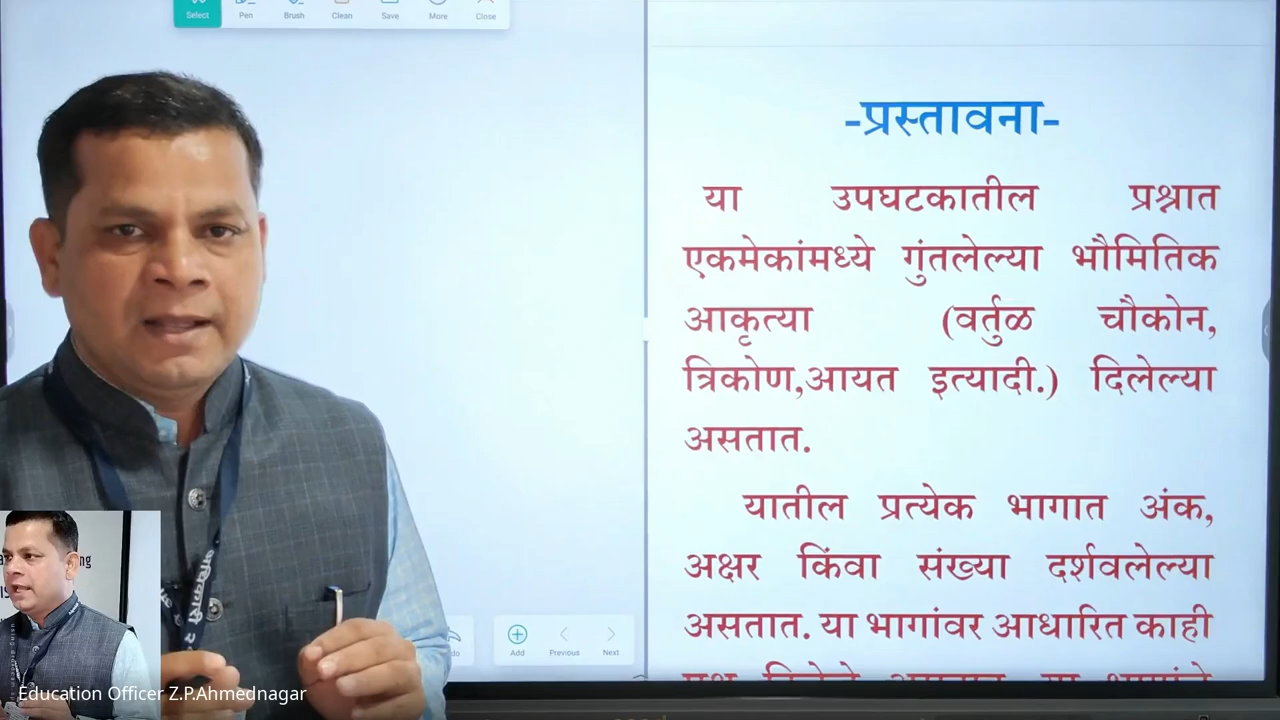 Select Pen Brush Clean Save More Close
-प्रस्तावना-
या उपघटकातील प्रश्नात
एकमेकांमध्ये गुंतलेल्या भौमितिक
आकृत्या (वर्तुळ चौकोन,
त्रिकोण,आयत इत्यादी.) दिलेल्या
असतात.
यातील प्रत्येक भागात अंक,
अक्षर किंवा संख्या दर्शवलेल्या
असतात. या भागांवर आधारित काही
Add Previous Next
Education Officer Z.P.Ahmednagar